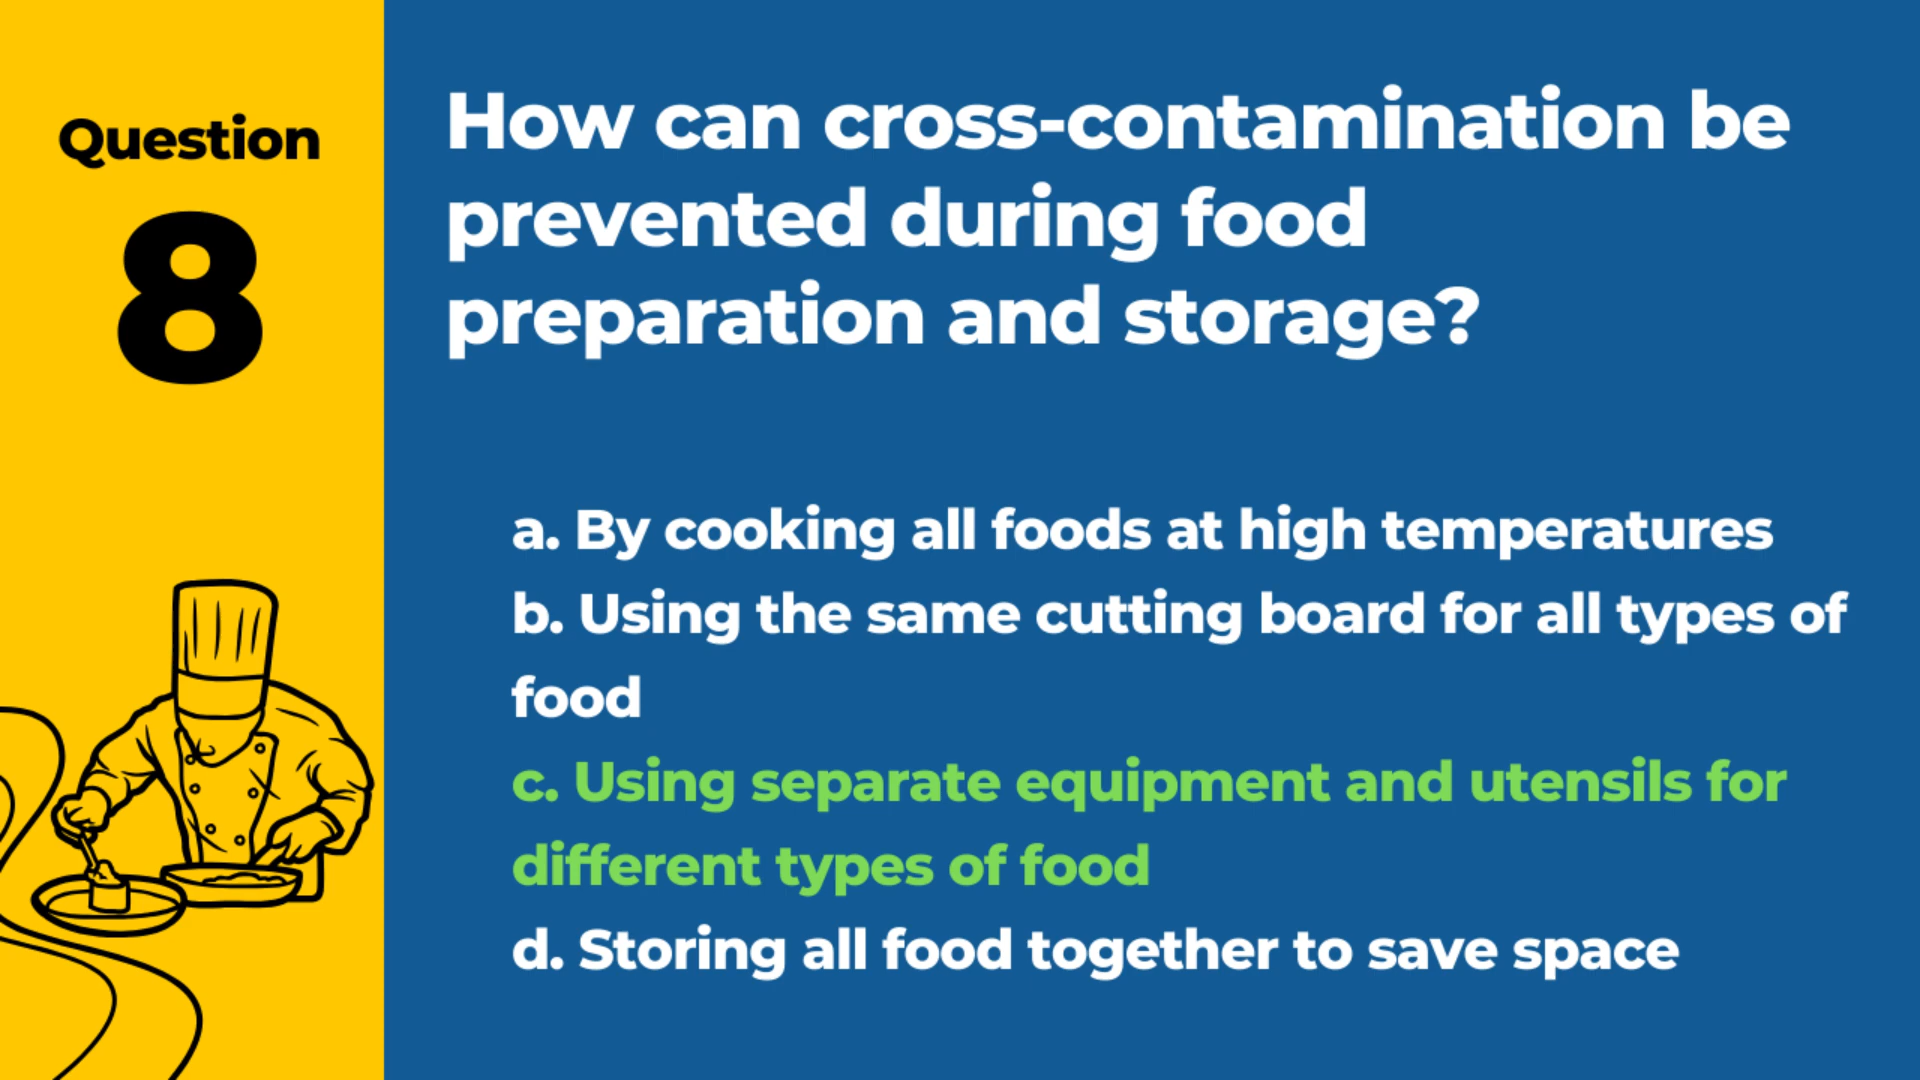 Question
8
How can cross-contamination be
prevented during food
preparation and storage?
a. By cooking all foods at high temperatures
b. Using the same cutting board for all types of
food
c. Using separate equipment and utensils for
different types of food
d. Storing all food together to save space